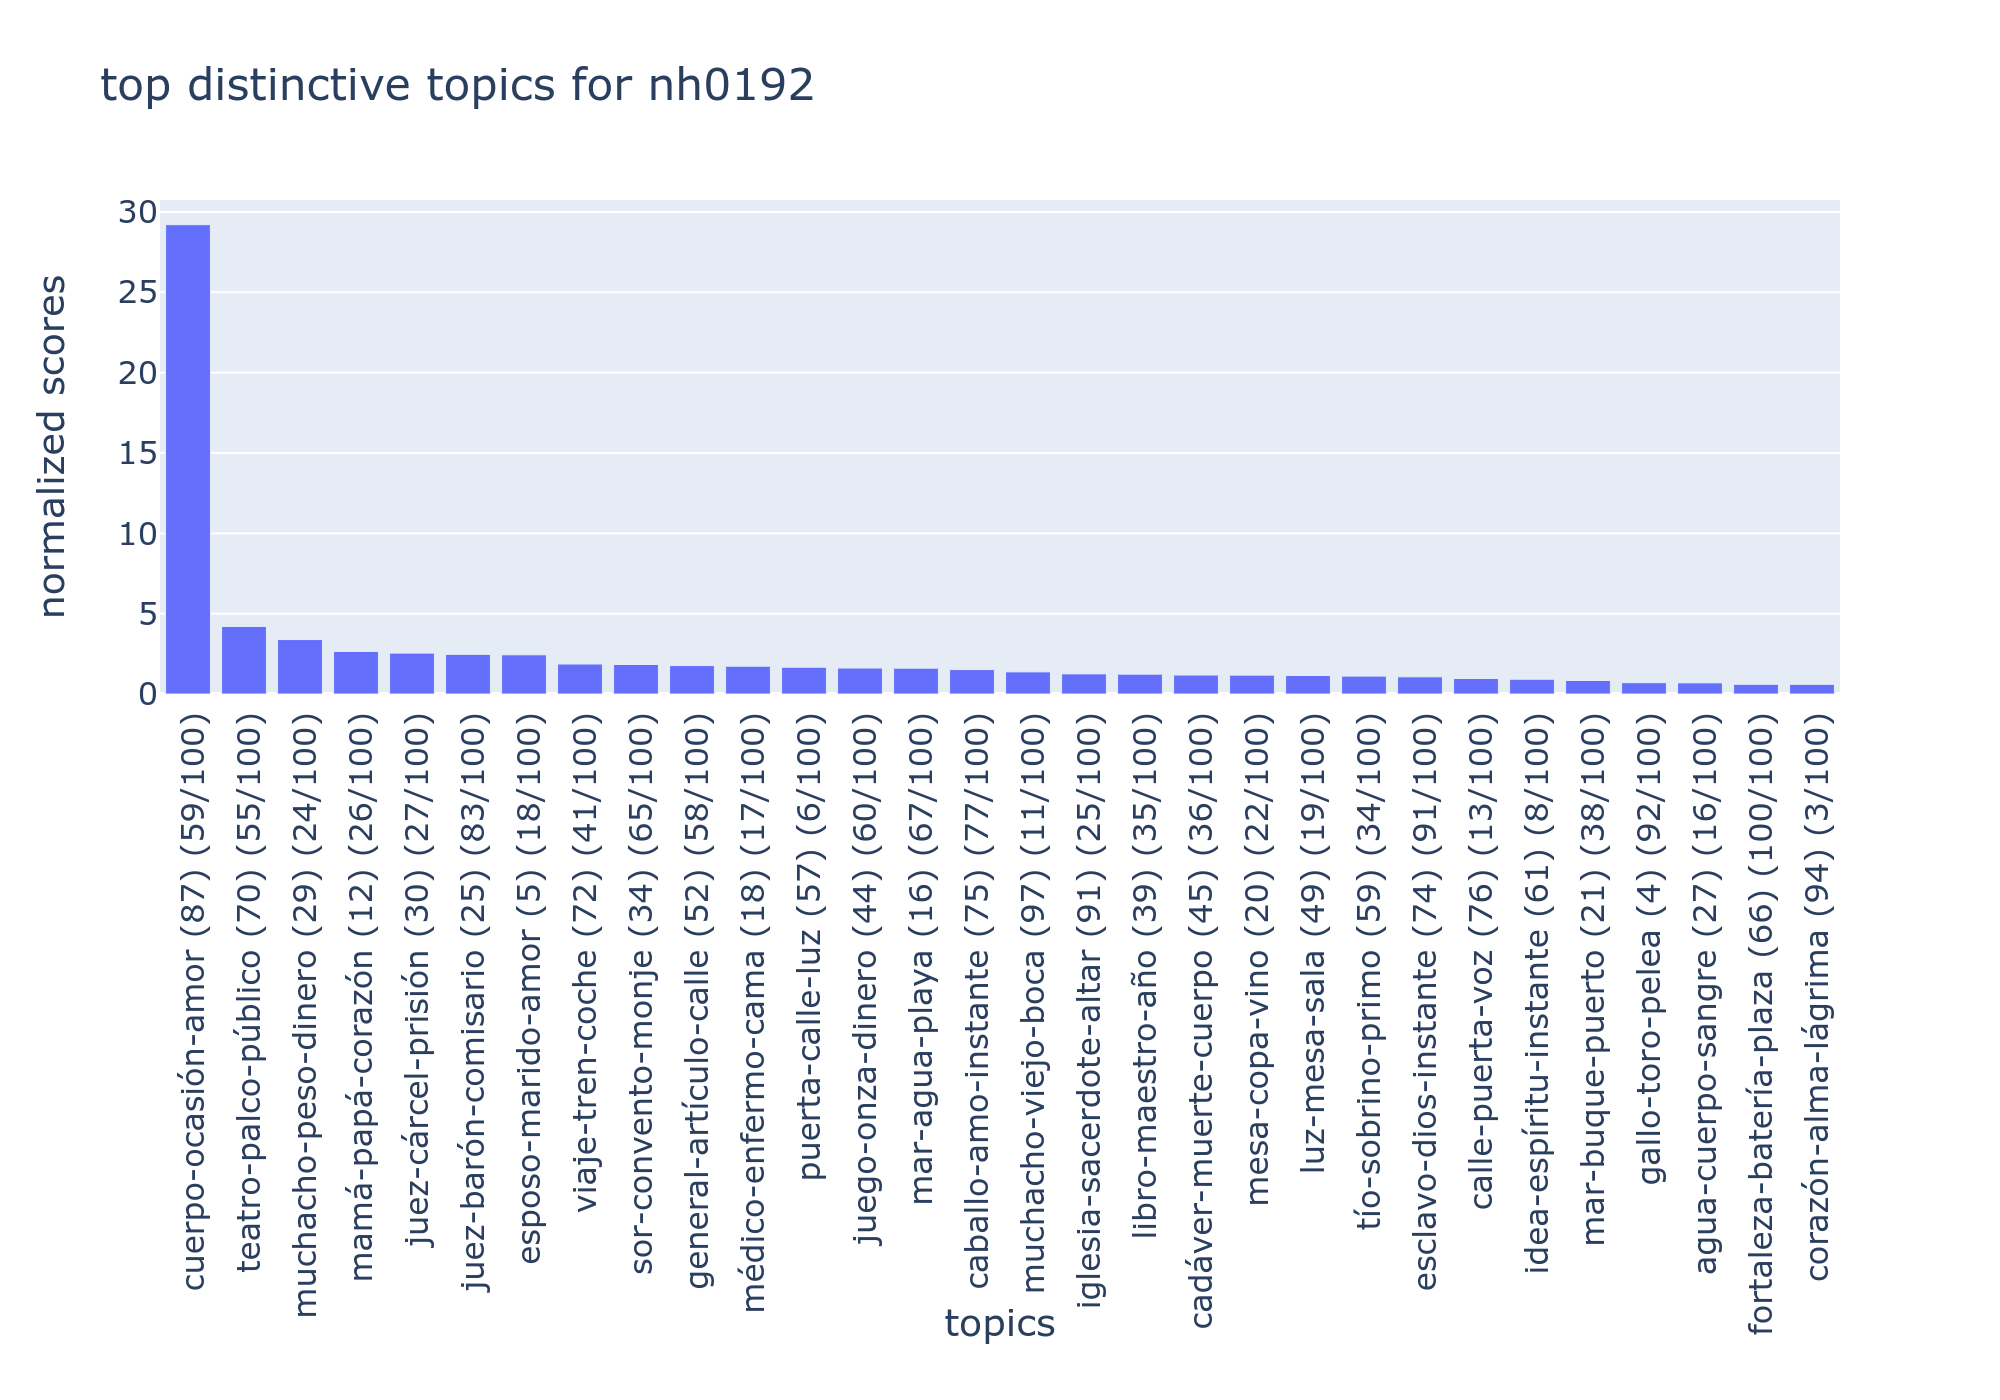 top distinctive topics for nh0192
normalized scores
30
25
20
15
10
5
0
cuerpo-ocasión-amor (87) (59/100)
teatro-palco-público (70) (55/100)
muchacho-peso-dinero (29) (24/100)
mamá-papá-corazón (12) (26/100)
juez-cárcel-prisión (30) (27/100)
juez-barón-comisario (25) (83/100)
esposo-marido-amor (5) (18/100)
viaje-tren-coche (72) (41/100)
sor-convento-monje (34) (65/100)
general-artículo-calle (52) (58/100)
médico-enfermo-cama (18) (17/100)
puerta-calle-luz (57) (6/100)
juego-onza-dinero (44) (60/100)
mar-agua-playa (16) (67/100)
caballo-amo-instante (75) (77/100)
muchacho-viejo-boca (97) (11/100)
iglesia-sacerdote-altar (91) (25/100)
libro-maestro-año (39) (35/100)
cadáver-muerte-cuerpo (45) (36/100)
mesa-copa-vino (20) (22/100)
luz-mesa-sala (49) (19/100)
tío-sobrino-primo (59) (34/100)
esclavo-dios-instante (74) (91/100)
calle-puerta-voz (76) (13/100)
idea-espíritu-instante (61) (8/100)
mar-buque-puerto (21) (38/100)
gallo-toro-pelea (4) (92/100)
agua-cuerpo-sangre (27) (16/100)
fortaleza-batería-plaza (66) (100/100)
corazón-alma-lágrima (94) (3/100)
topics